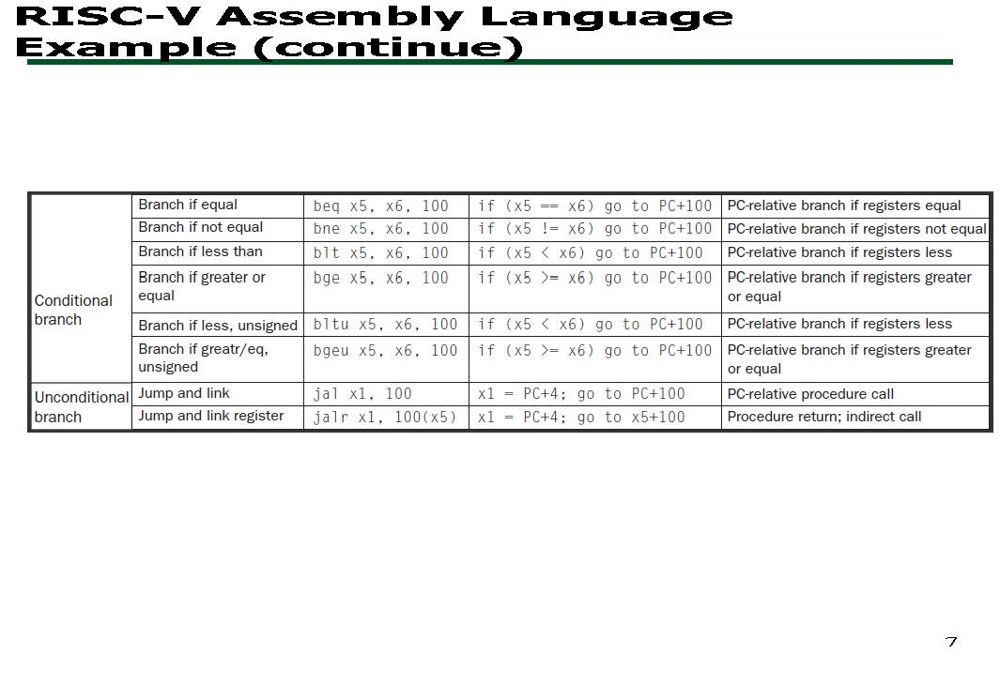 RISC-V Assembly Language
Example (continue)
Conditional
branch
Branch if equal beq x5, x6, 100 if (x5 == x6) go to PC+100 PC-relative branch if registers equal
Branch if not equal bne x5, x6, 100 if (x5 != x6) go to PC+100 PC-relative branch if registers not equal
Branch if less than blt x5, x6, 100 if (x5 < x6) go to PC+100 PC-relative branch if registers less
Branch if greater or bge x5, x6, 100 if (x5 >= x6) go to PC+100 PC-relative branch if registers greater
equal or equal
Branch if less, unsigned bltu x5, x6, 100 if (x5 < x6) go to PC+100 PC-relative branch if registers less
Branch if greatr/eq, bgeu x5, x6, 100 if (x5 >= x6) go to PC+100 PC-relative branch if registers greater
unsigned or equal
Unconditional
branch
Jump and link jal x1, 100 x1 = PC+4; go to PC+100 PC-relative procedure call
Jump and link register jalr x1, 100(x5) x1 = PC+4; go to x5+100 Procedure return; indirect call
7